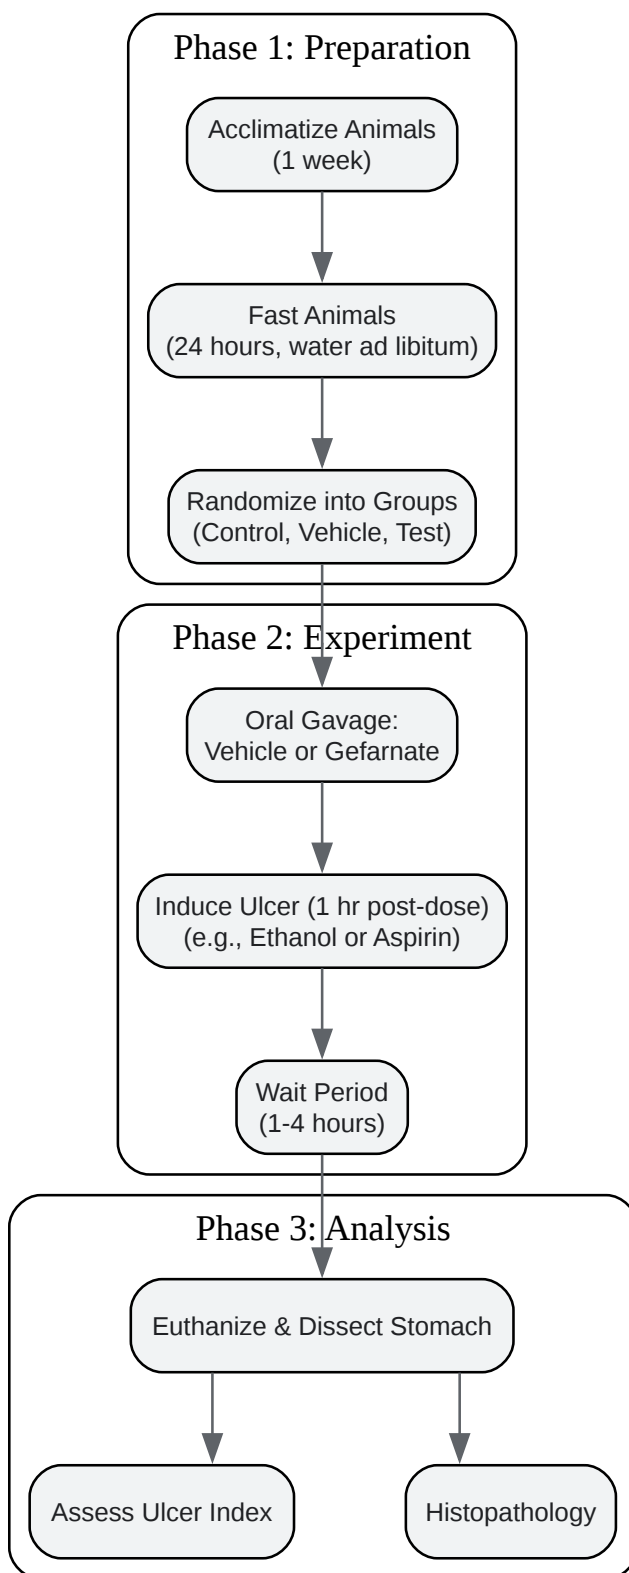 Phase 1: Preparation
Acclimatize Animals
(1 week)
Fast Animals
(24 hours, water ad libitum)
Randomize into Groups
(Control, Vehicle, Test)
Phase 2: Experiment
Oral Gavage:
Vehicle or Gefarnate
Induce Ulcer (1 hr post-dose)
(e.g., Ethanol or Aspirin)
Wait Period
(1-4 hours)
Phase 3: Analysis
Euthanize & Dissect Stomach
Assess Ulcer Index
Histopathology